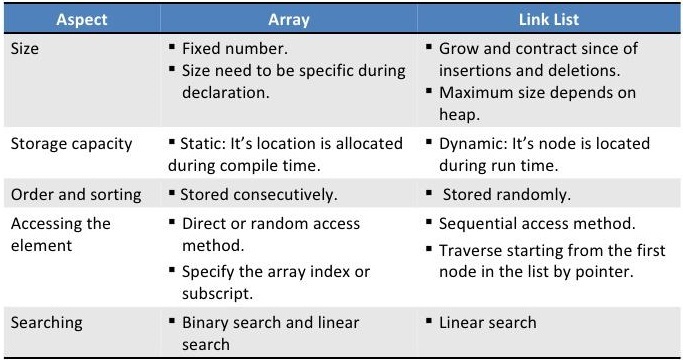 Aspect Array Link List
Size
▪ Fixed number.
▪ Size need to be specific during
declaration.
▪ Grow and contract since of
insertions and deletions.
▪ Maximum size depends on
heap.
Storage capacity
▪ Static: It’s location is allocated
during compile time.
▪ Dynamic: It’s node is located
during run time.
Order and sorting
▪ Stored consecutively.
▪ Stored randomly.
Accessing the
element
▪ Direct or random access
method.
▪ Specify the array index or
subscript.
▪ Sequential access method.
▪ Traverse starting from the first
node in the list by pointer.
Searching
▪ Binary search and linear
search
▪ Linear search